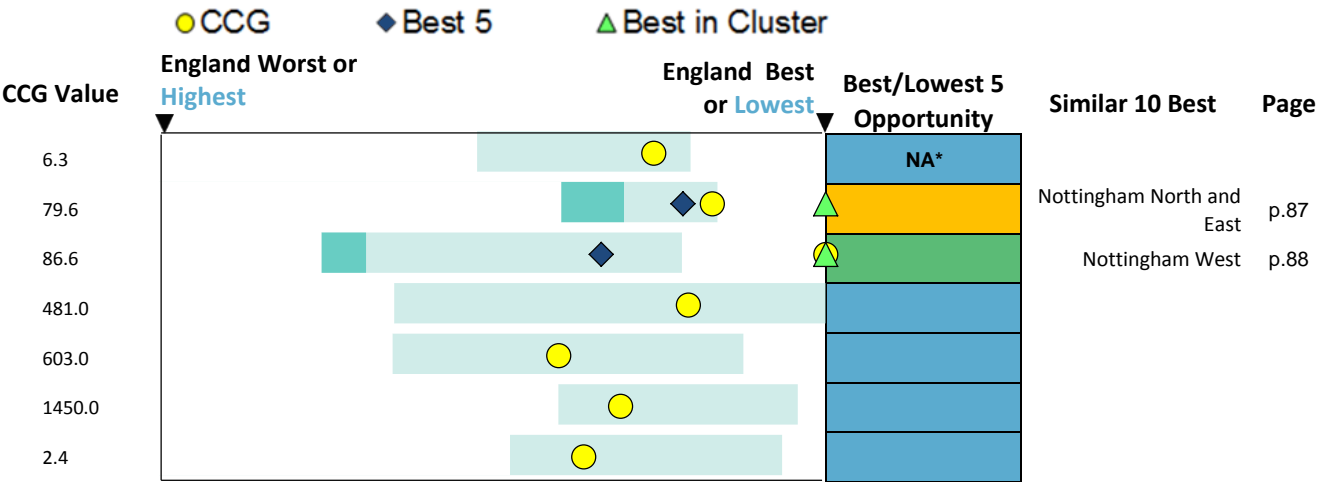 CCG Best 5 Best in Cluster
CCG Value
England Worst or
Highest
England Best
or Lowest
Best/Lowest 5
Opportunity
Similar 10 Best
Page
6.3
NA*
79.6
Nottingham North and
East
p.87
86.6
Nottingham West
p.88
481.0
603.0
1450.0
2.4